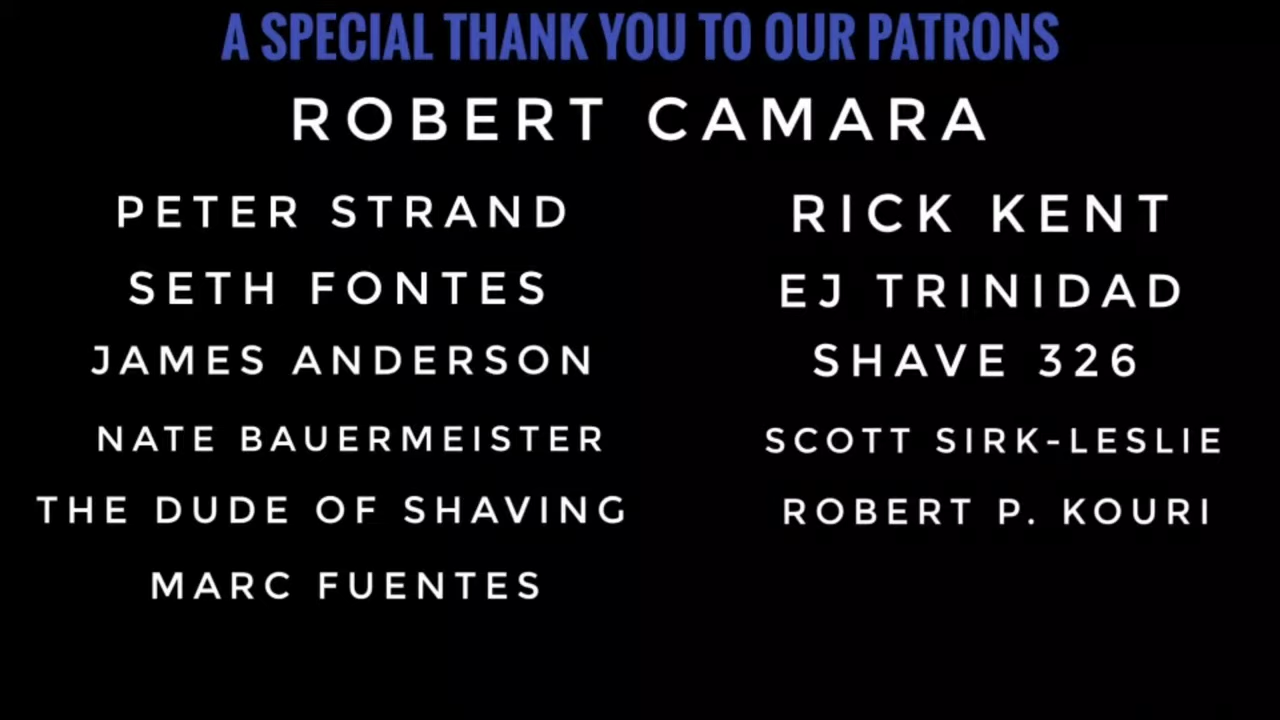 A SPECIAL THANK YOU TO OUR PATRONS
ROBERT CAMARA
PETER STRAND
RICK KENT
SETH FONTES
EJ TRINIDAD
JAMES ANDERSON
SHAVE 326
NATE BAUERMEISTER
SCOTT SIRK-LESLIE
THE DUDE OF SHAVING
ROBERT P. KOURI
MARC FUENTES